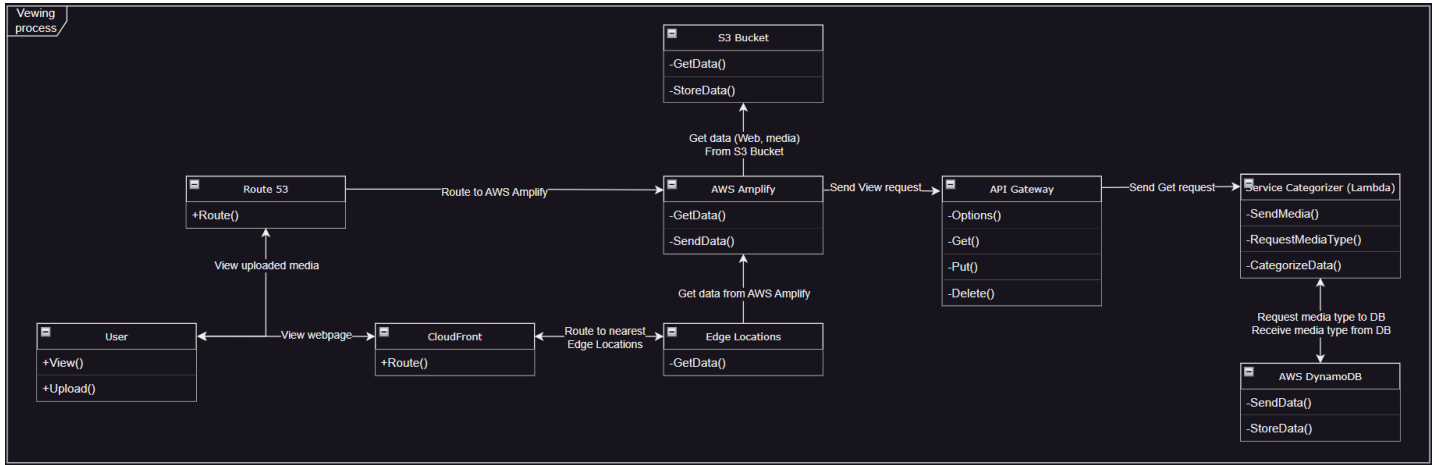 Vewing
process
S3 Bucket
-GetData()
-StoreData()
Get data (Web, media)
From S3 Bucket
Route 53
+Route()
Route to AWS Amplify
AWS Amplify
-GetData()
-SendData()
Send View request
API Gateway
-Options()
-Get()
-Put()
-Delete()
Send Get request
Service Categorizer (Lambda)
-SendMedia()
-RequestMediaType()
-CategorizeData()
View uploaded media
Get data from AWS Amplify
Request media type to DB
Receive media type from DB
User
+View()
+Upload()
View webpage
CloudFront
+Route()
Route to nearest
Edge Locations
Edge Locations
-GetData()
AWS DynamoDB
-SendData()
-StoreData()